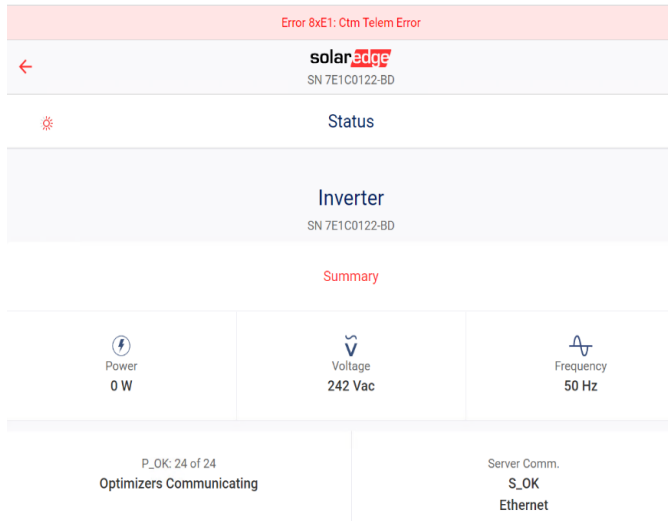 Error 8xE1: Ctm Telem Error
solaredge
SN 7E1C0122-BD
Status
Inverter
SN 7E1C0122-BD
Summary
Power
0 W
Voltage
242 Vac
Frequency
50 Hz
P_OK: 24 of 24
Optimizers Communicating
Server Comm.
S_OK
Ethernet